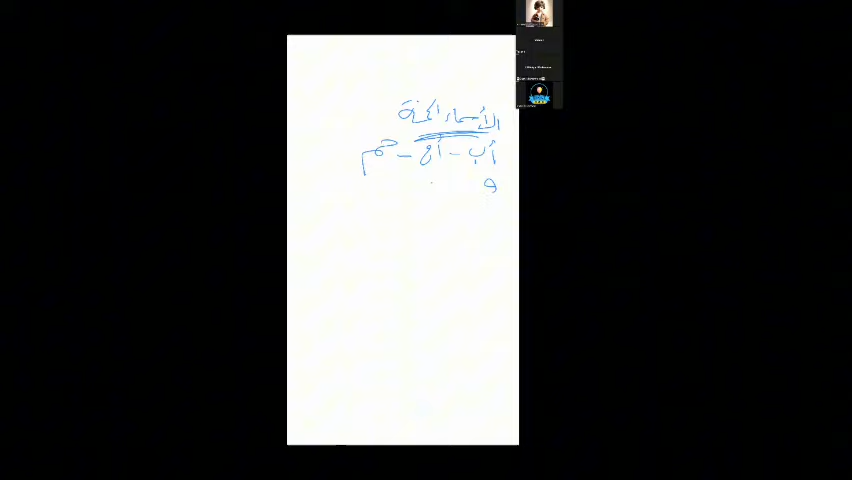 الأسماء الخمسة
أب - أخ - حم
و